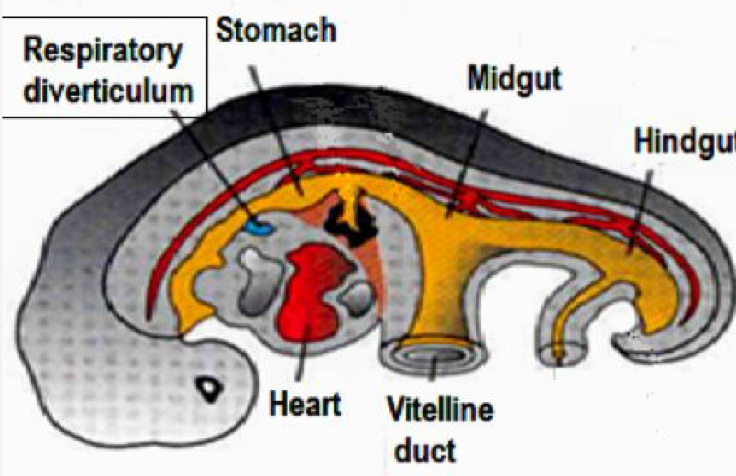 Respiratory
diverticulum
Stomach
Midgut
Hindgut
Heart
Vitelline
duct